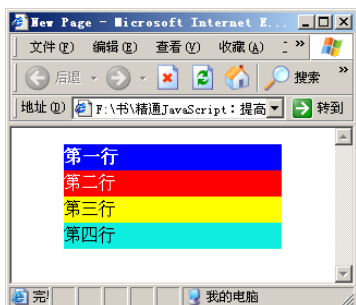 New Page - Microsoft Internet E...
文件(F) 编辑(E) 查看(V) 收藏(A) »
后退 搜索 »
地址(D) F:\书\精通JavaScript：提高 转到
第一行
第二行
第三行
第四行
我的电脑